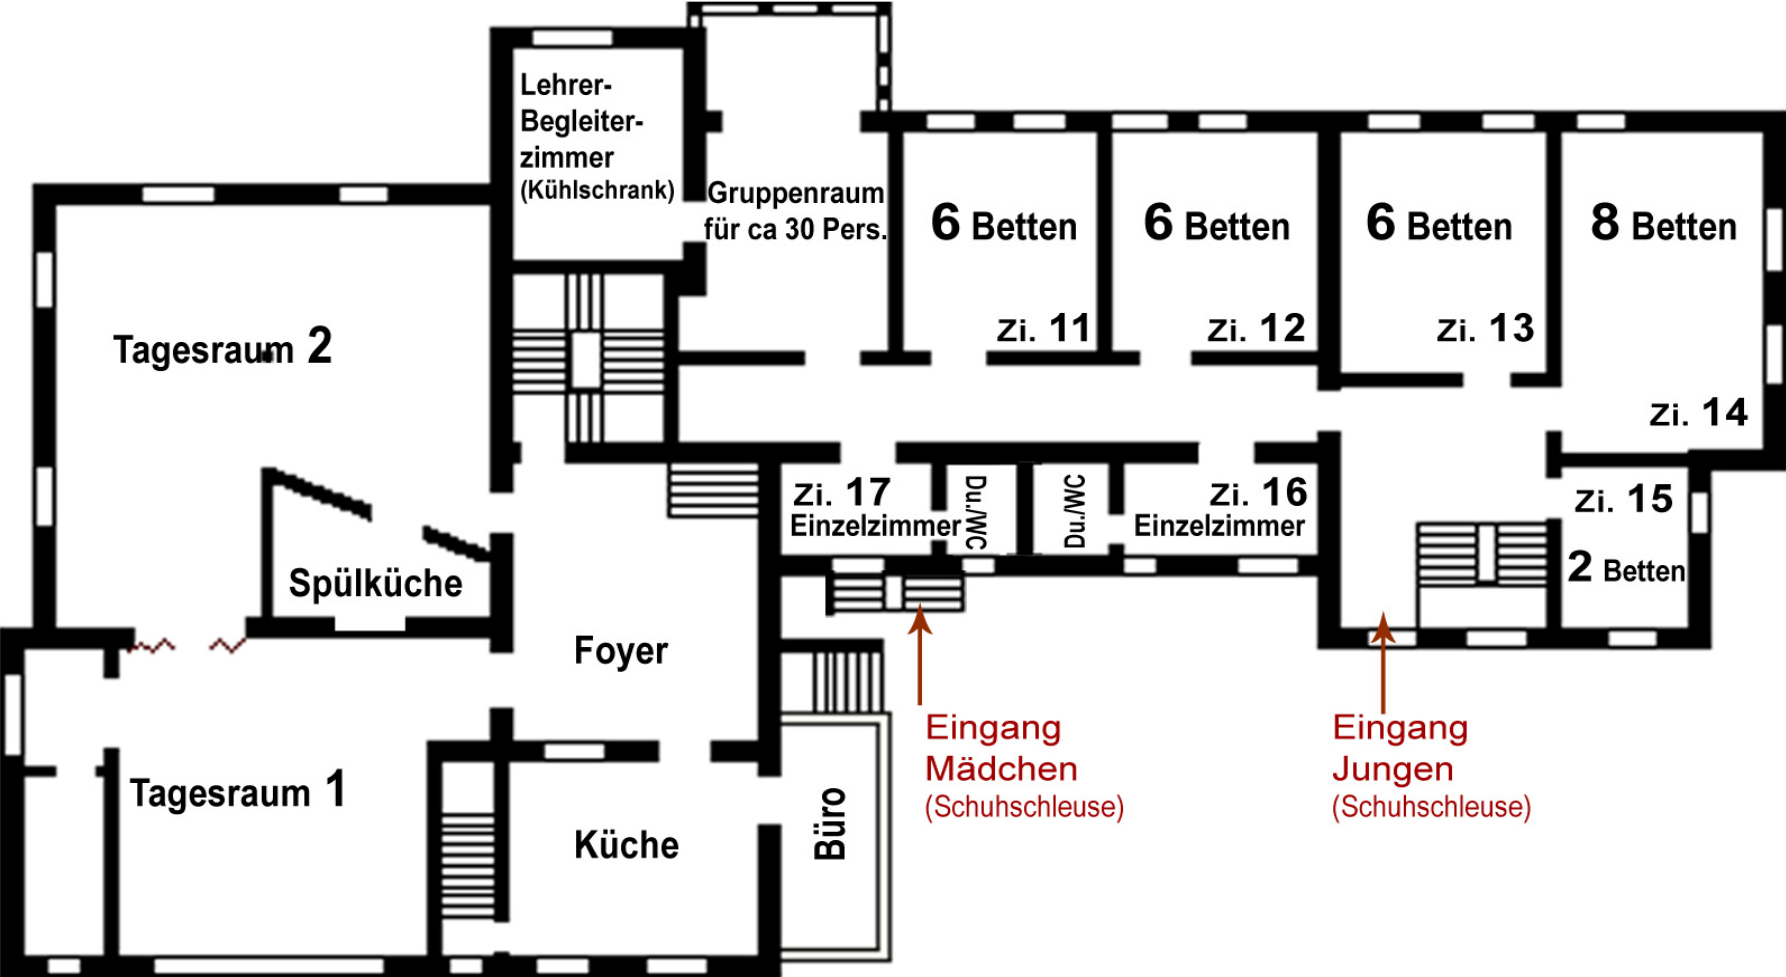 Lehrer-
Begleiter-
zimmer
(Kühlschrank)
Gruppenraum
für ca 30 Pers.
6 Betten
Zi. 11
6 Betten
Zi. 12
6 Betten
Zi. 13
8 Betten
Zi. 14
Tagesraum 2
Zi. 17
Einzelzimmer
Du./WC
Du./WC
Zi. 16
Einzelzimmer
Zi. 15
2 Betten
Spülküche
Foyer
Eingang
Mädchen
(Schuhschleuse)
Eingang
Jungen
(Schuhschleuse)
Tagesraum 1
Küche
Büro